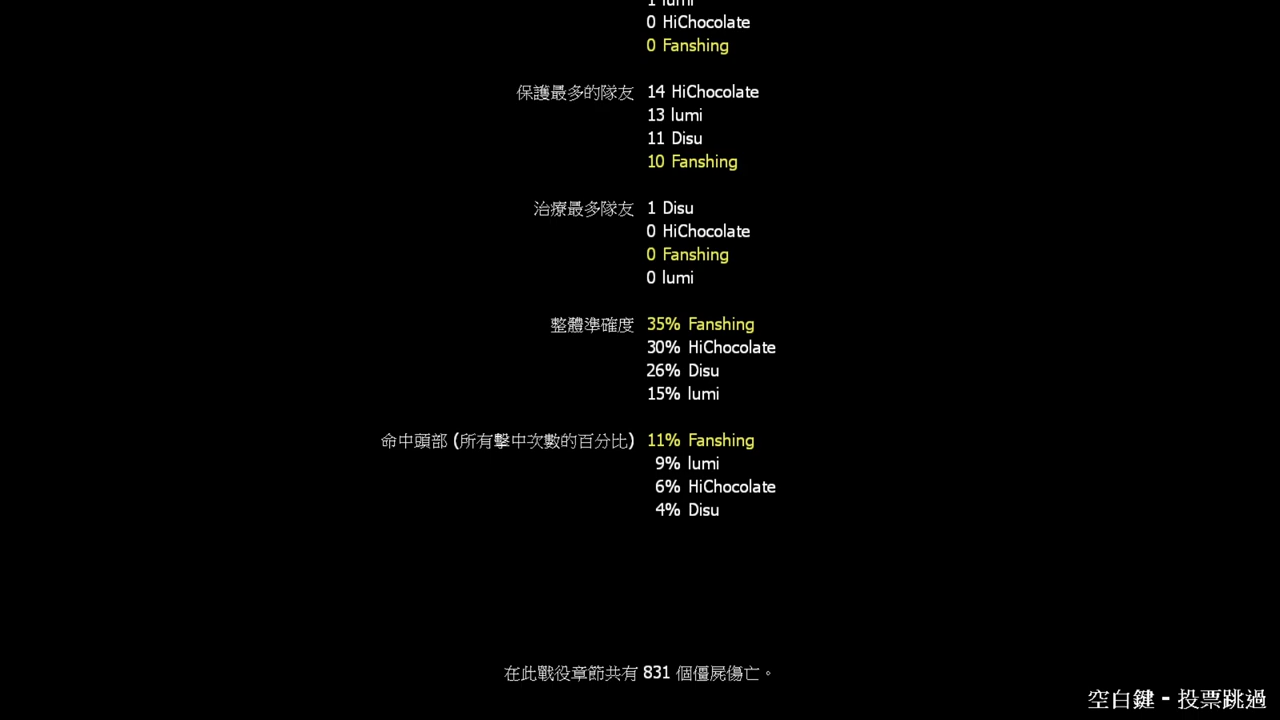 1 lumi
0 HiChocolate
0 Fanshing
保護最多的隊友 14 HiChocolate
13 lumi
11 Disu
10 Fanshing
治療最多隊友 1 Disu
0 HiChocolate
0 Fanshing
0 lumi
整體準確度 35% Fanshing
30% HiChocolate
26% Disu
15% lumi
命中頭部 (所有擊中次數的百分比) 11% Fanshing
9% lumi
6% HiChocolate
4% Disu
在此戰役章節共有 831 個僵屍傷亡。
空白鍵 - 投票跳過